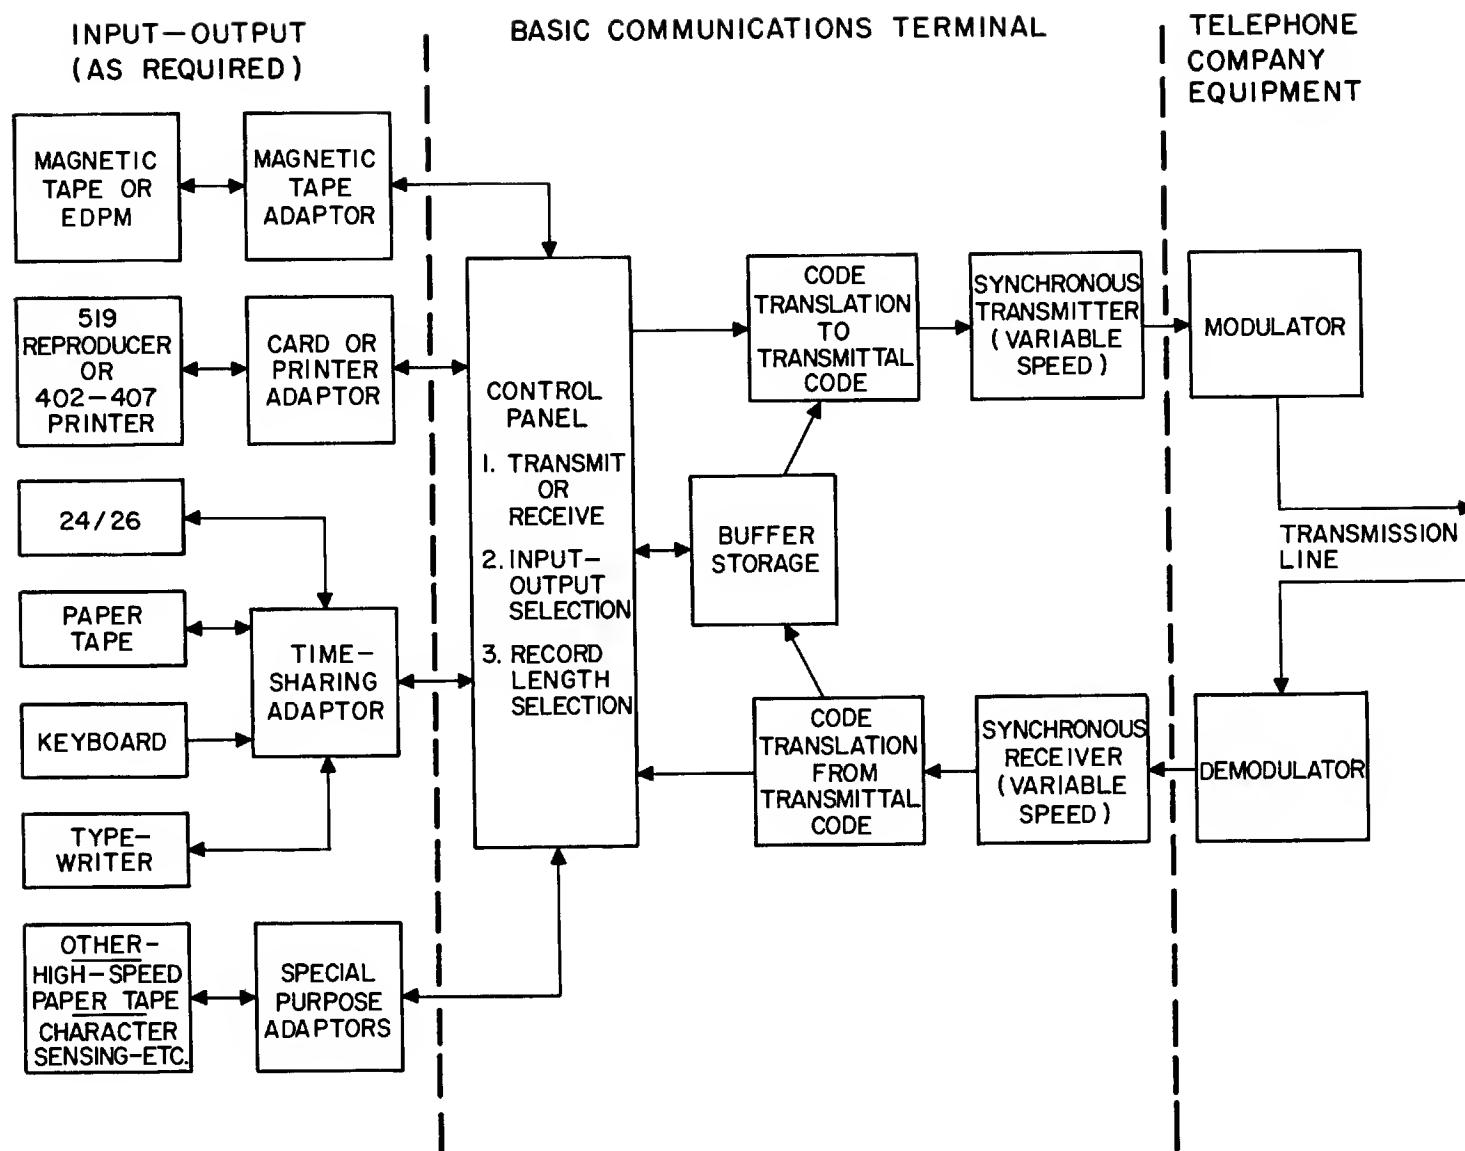 INPUT-OUTPUT
(AS REQUIRED)
BASIC COMMUNICATIONS TERMINAL
TELEPHONE
COMPANY
EQUIPMENT
MAGNETIC
TAPE OR
EDPM
MAGNETIC
TAPE
ADAPTOR
519
REPRODUCER
OR
402-407
PRINTER
CARD OR
PRINTER
ADAPTOR
24/26
PAPER
TAPE
KEYBOARD
TYPE-
WRITER
TIME-
SHARING
ADAPTOR
OTHER-
HIGH-SPEED
PAPER TAPE
CHARACTER
SENSING-ETC.
SPECIAL
PURPOSE
ADAPTORS
CONTROL
PANEL
1. TRANSMIT
OR
RECEIVE
2. INPUT-
OUTPUT
SELECTION
3. RECORD
LENGTH
SELECTION
CODE
TRANSLATION
TO
TRANSMITTAL
CODE
SYNCHRONOUS
TRANSMITTER
(VARIABLE
SPEED)
MODULATOR
BUFFER
STORAGE
TRANSMISSION
LINE
CODE
TRANSLATION
FROM
TRANSMITTAL
CODE
SYNCHRONOUS
RECEIVER
(VARIABLE
SPEED)
DEMODULATOR